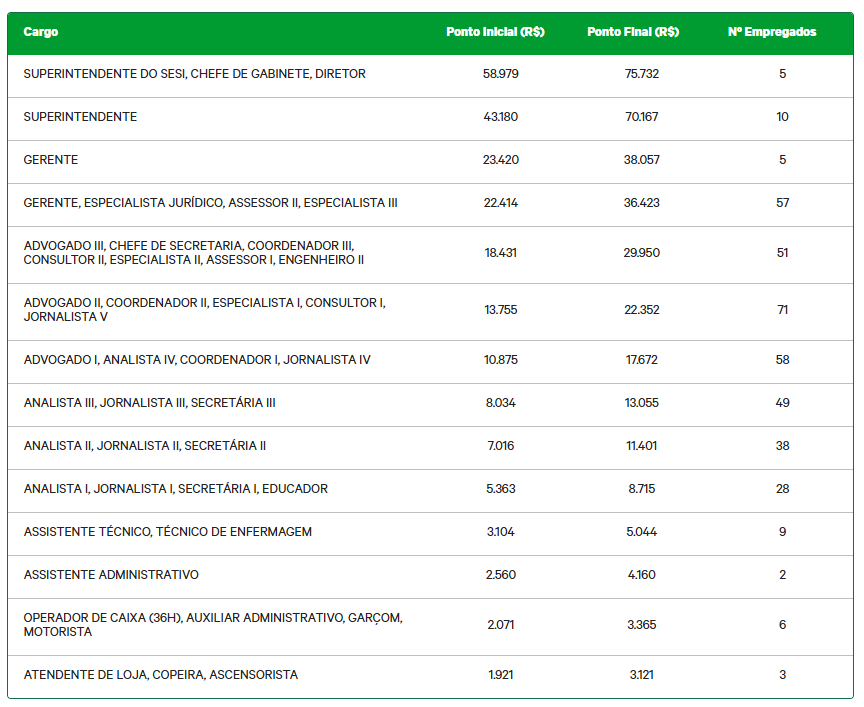 Cargo Ponto Inicial (R$) Ponto Final (R$) Nº Empregados
SUPERINTENDENTE DO SESI, CHEFE DE GABINETE, DIRETOR 58.979 75.732 5
SUPERINTENDENTE 43.180 70.167 10
GERENTE 23.420 38.057 5
GERENTE, ESPECIALISTA JURÍDICO, ASSESSOR II, ESPECIALISTA III 22.414 36.423 57
ADVOGADO III, CHEFE DE SECRETARIA, COORDENADOR III,
CONSULTOR II, ESPECIALISTA II, ASSESSOR I, ENGENHEIRO II 18.431 29.950 51
ADVOGADO II, COORDENADOR II, ESPECIALISTA I, CONSULTOR I,
JORNALISTA V 13.755 22.352 71
ADVOGADO I, ANALISTA IV, COORDENADOR I, JORNALISTA IV 10.875 17.672 58
ANALISTA III, JORNALISTA III, SECRETÁRIA III 8.034 13.055 49
ANALISTA II, JORNALISTA II, SECRETÁRIA II 7.016 11.401 38
ANALISTA I, JORNALISTA I, SECRETÁRIA I, EDUCADOR 5.363 8.715 28
ASSISTENTE TÉCNICO, TÉCNICO DE ENFERMAGEM 3.104 5.044 9
ASSISTENTE ADMINISTRATIVO 2.560 4.160 2
OPERADOR DE CAIXA (36H), AUXILIAR ADMINISTRATIVO, GARÇOM,
MOTORISTA 2.071 3.365 6
ATENDENTE DE LOJA, COPEIRA, ASCENSORISTA 1.921 3.121 3